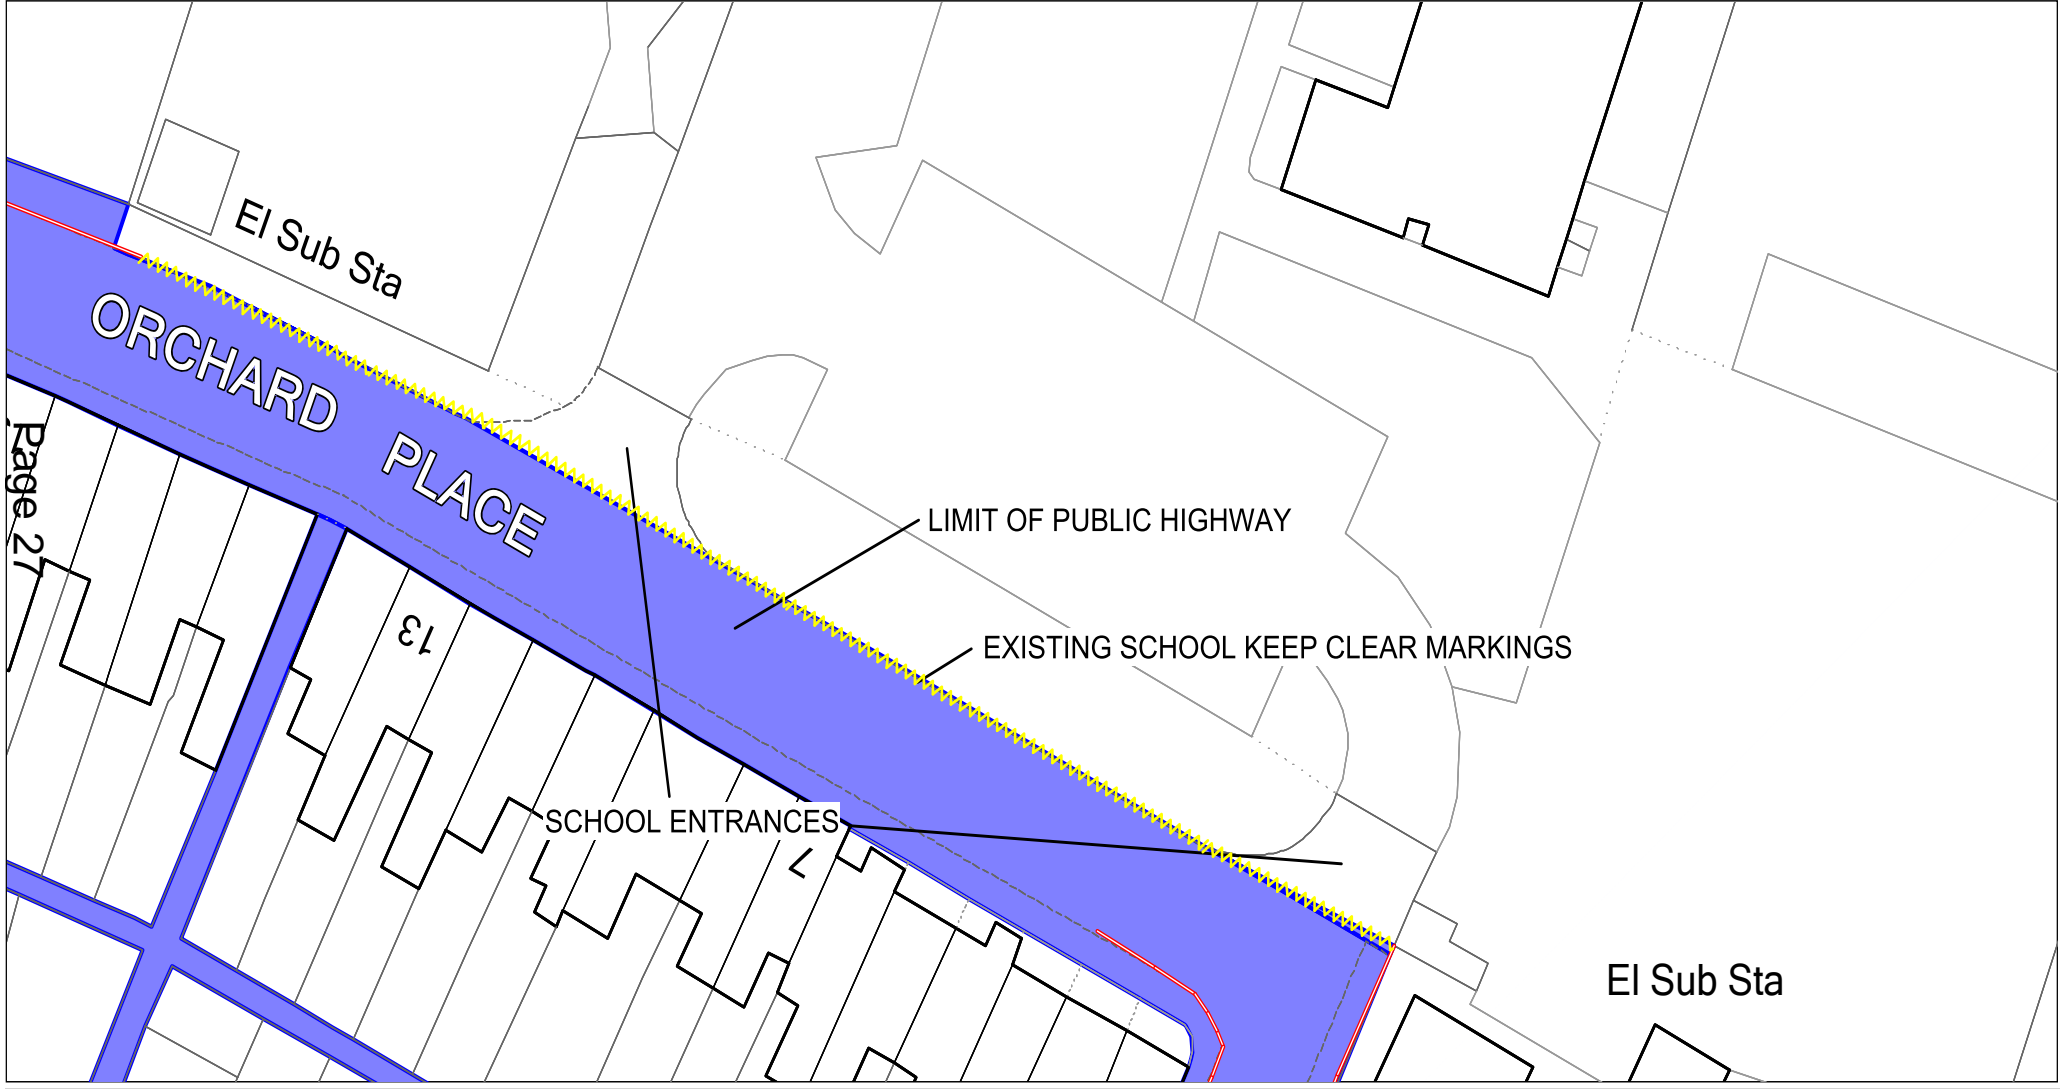 El Sub Sta
ORCHARD PLACE
Page 27
LIMIT OF PUBLIC HIGHWAY
13
EXISTING SCHOOL KEEP CLEAR MARKINGS
SCHOOL ENTRANCES
7
El Sub Sta